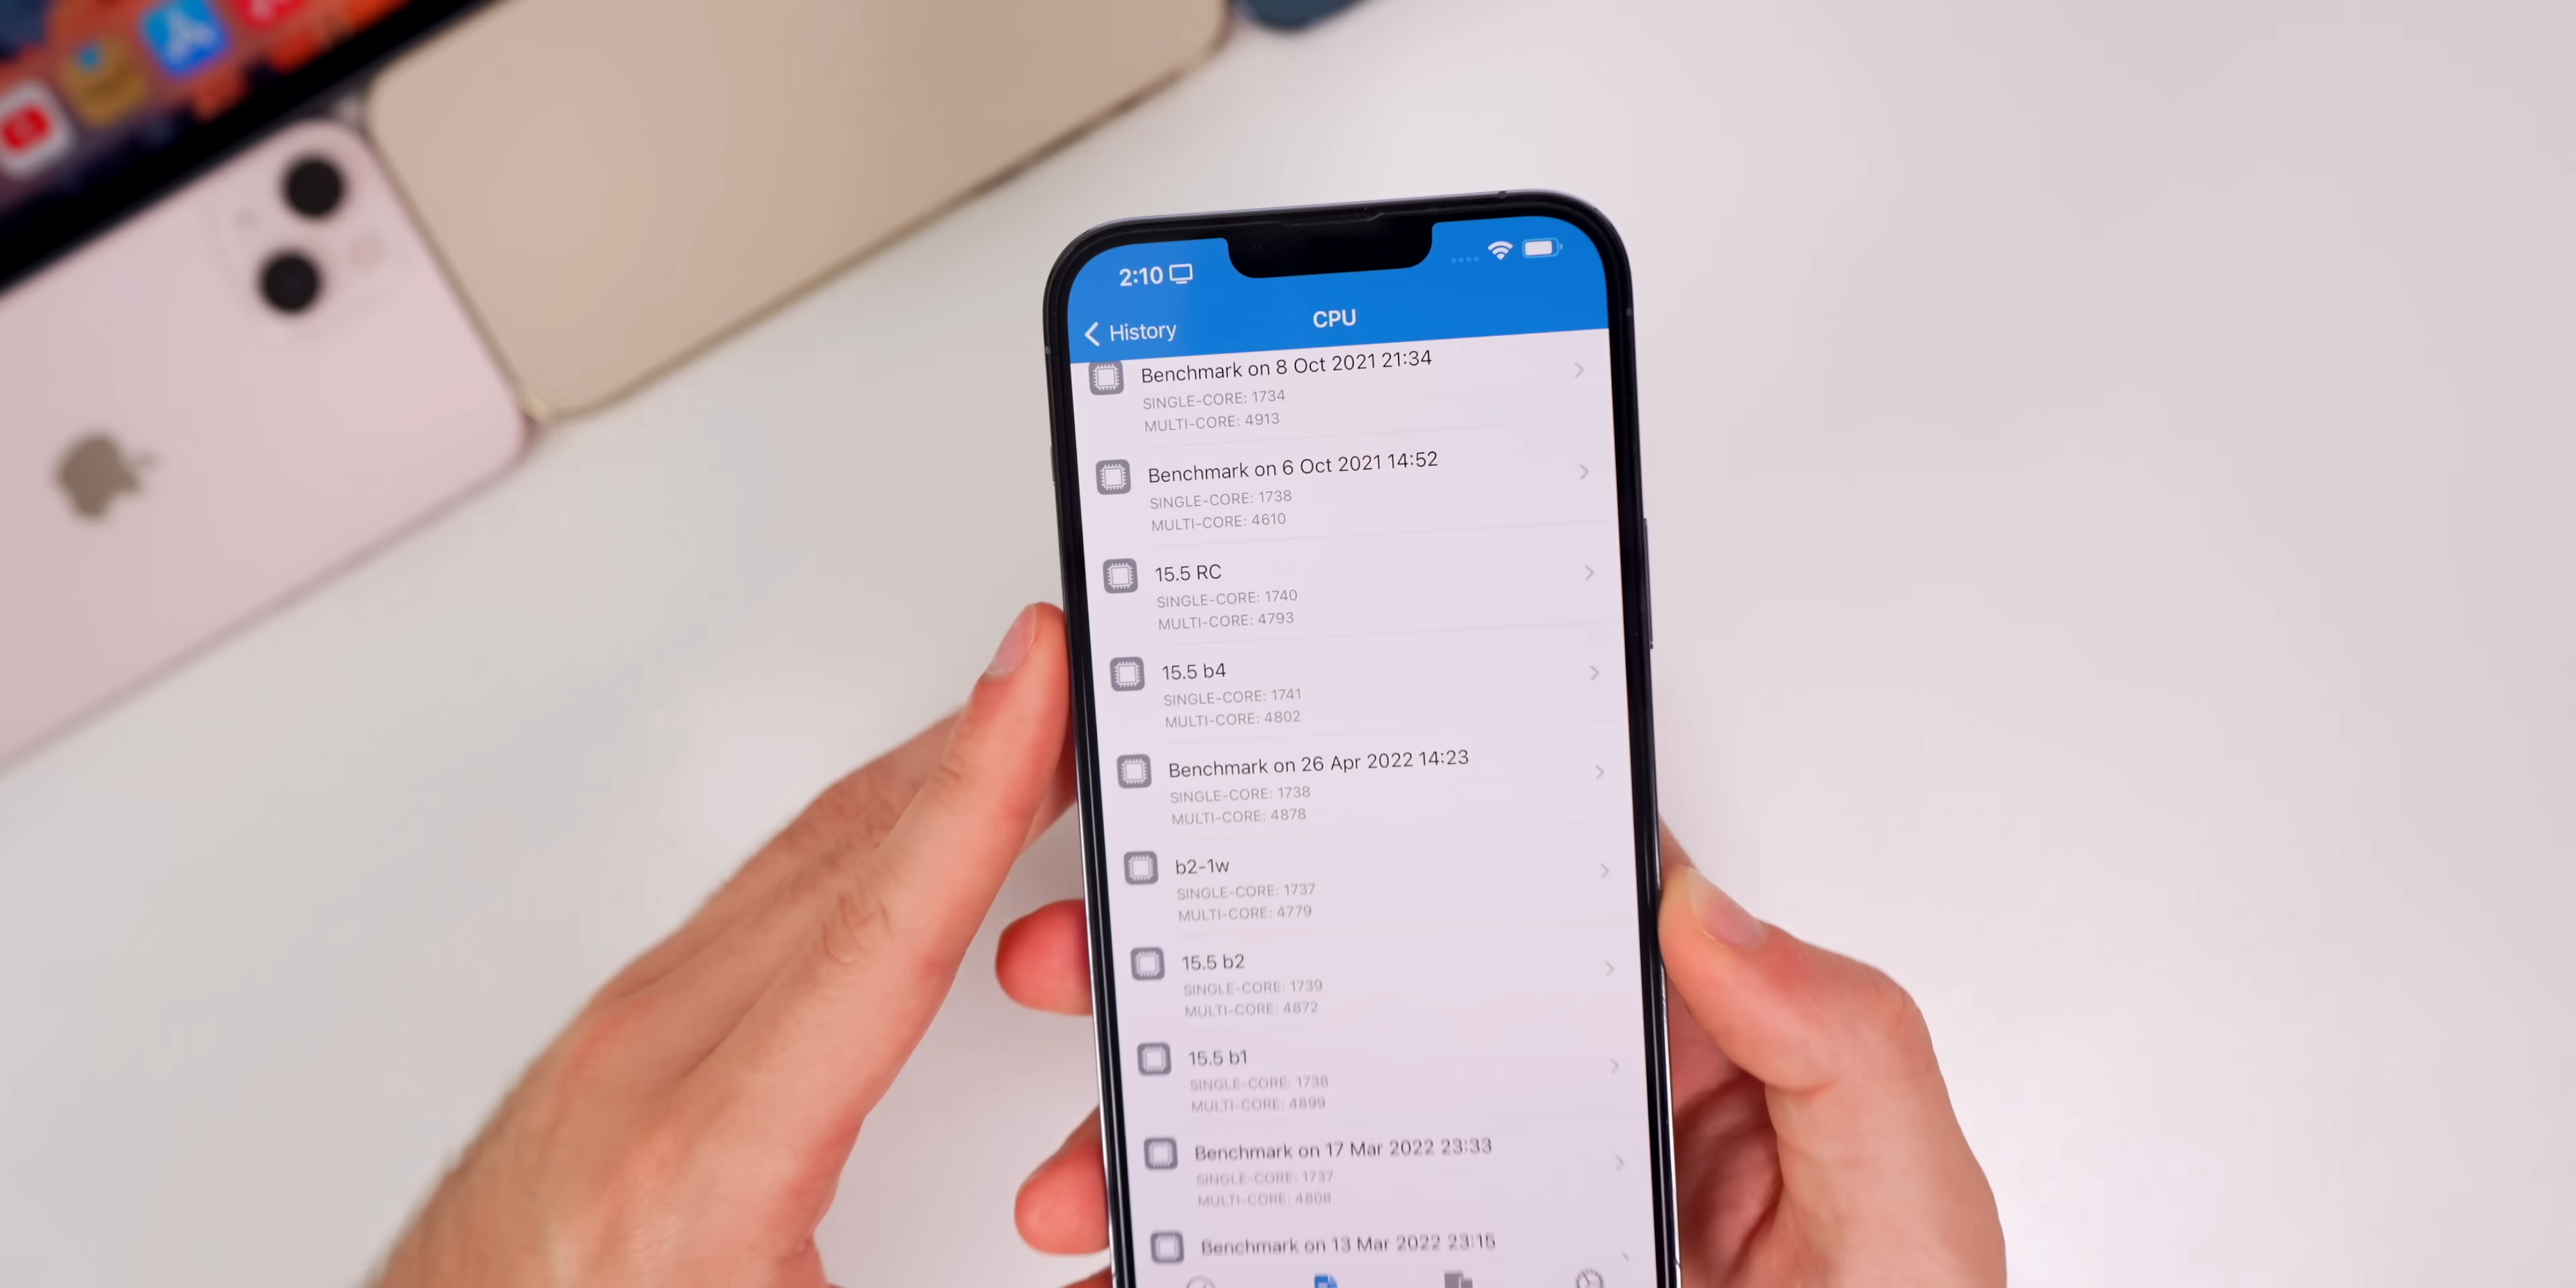 2:10
History
CPU
Benchmark on 8 Oct 2021 21:34
SINGLE-CORE: 1734
MULTI-CORE: 4913
Benchmark on 6 Oct 2021 14:52
SINGLE-CORE: 1738
MULTI-CORE: 4610
15.5 RC
SINGLE-CORE: 1740
MULTI-CORE: 4793
15.5 b4
SINGLE-CORE: 1741
MULTI-CORE: 4802
Benchmark on 26 Apr 2022 14:23
SINGLE-CORE: 1738
MULTI-CORE: 4878
b2-1w
SINGLE-CORE: 1737
MULTI-CORE: 4779
15.5 b2
SINGLE-CORE: 1739
MULTI-CORE: 4872
15.5 b1
SINGLE-CORE: 1738
MULTI-CORE: 4899
Benchmark on 17 Mar 2022 23:33
SINGLE-CORE: 1737
MULTI-CORE: 4808
Benchmark on 13 Mar 2022 23:15